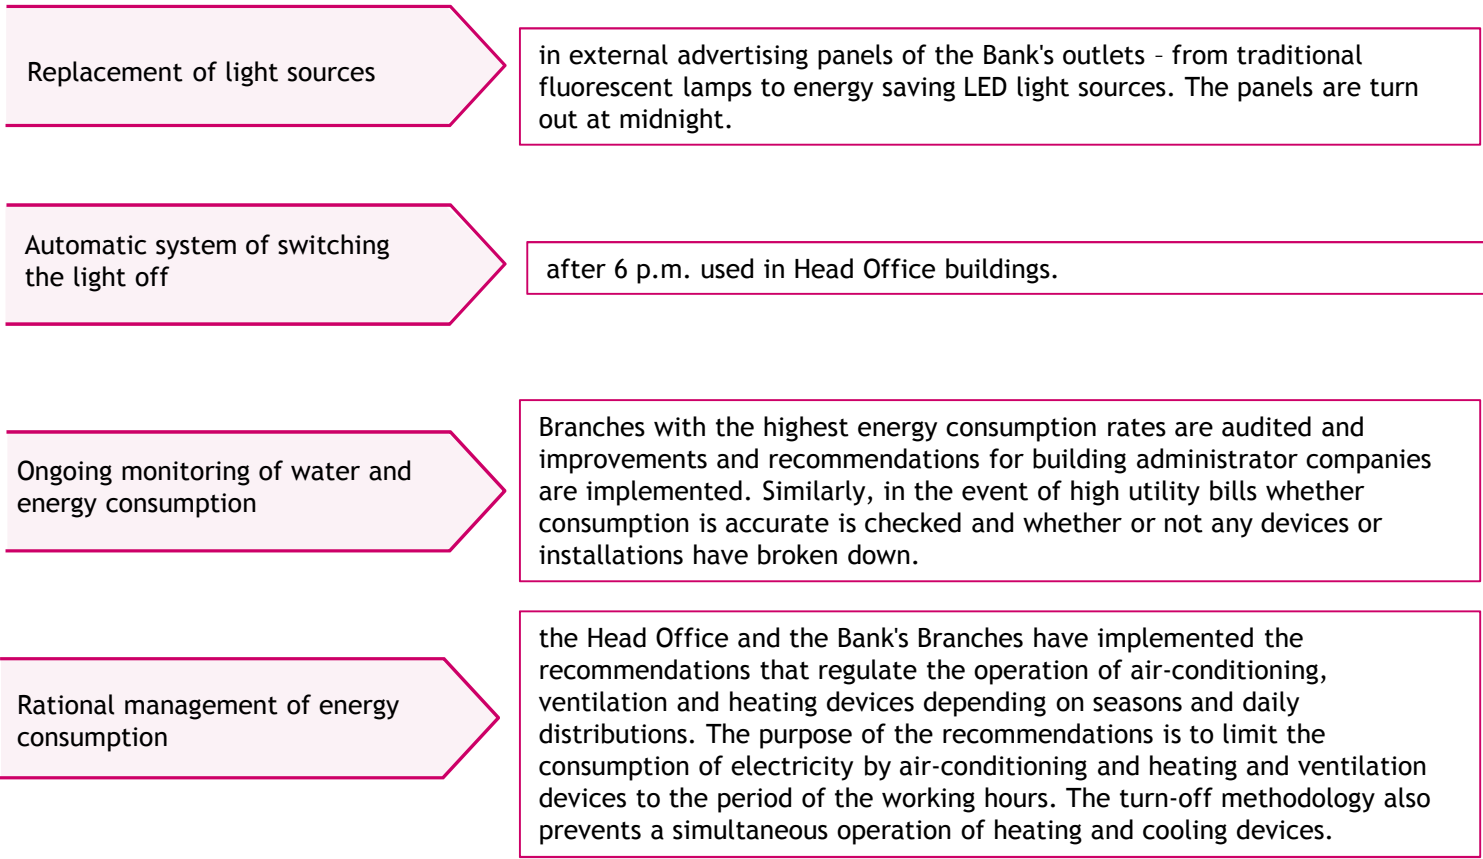 Replacement of light sources
in external advertising panels of the Bank's outlets – from traditional
fluorescent lamps to energy saving LED light sources. The panels are turn
out at midnight.
Automatic system of switching
the light off
after 6 p.m. used in Head Office buildings.
Ongoing monitoring of water and
energy consumption
Branches with the highest energy consumption rates are audited and
improvements and recommendations for building administrator companies
are implemented. Similarly, in the event of high utility bills whether
consumption is accurate is checked and whether or not any devices or
installations have broken down.
Rational management of energy
consumption
the Head Office and the Bank's Branches have implemented the
recommendations that regulate the operation of air-conditioning,
ventilation and heating devices depending on seasons and daily
distributions. The purpose of the recommendations is to limit the
consumption of electricity by air-conditioning and heating and ventilation
devices to the period of the working hours. The turn-off methodology also
prevents a simultaneous operation of heating and cooling devices.